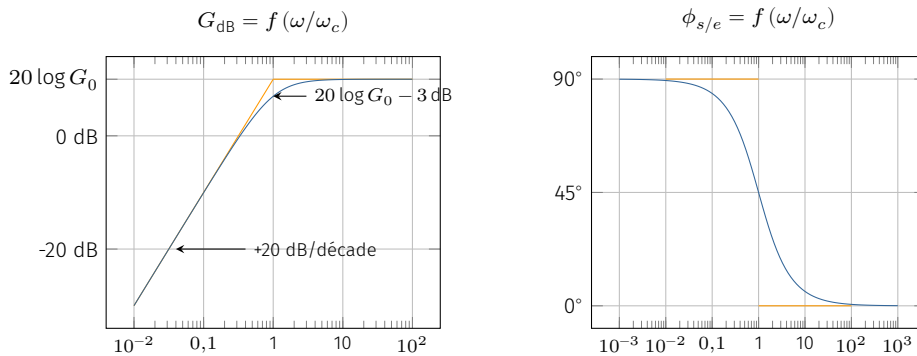 G_dB = f (ω/ω_c)
20 log G_0
0 dB
-20 dB
20 log G_0 − 3 dB
+20 dB/décade
10^−2 0,1 1 10 10^2
ϕ_s/e = f (ω/ω_c)
90°
45°
0°
10^−3 10^−2 0,1 1 10 10^2 10^3